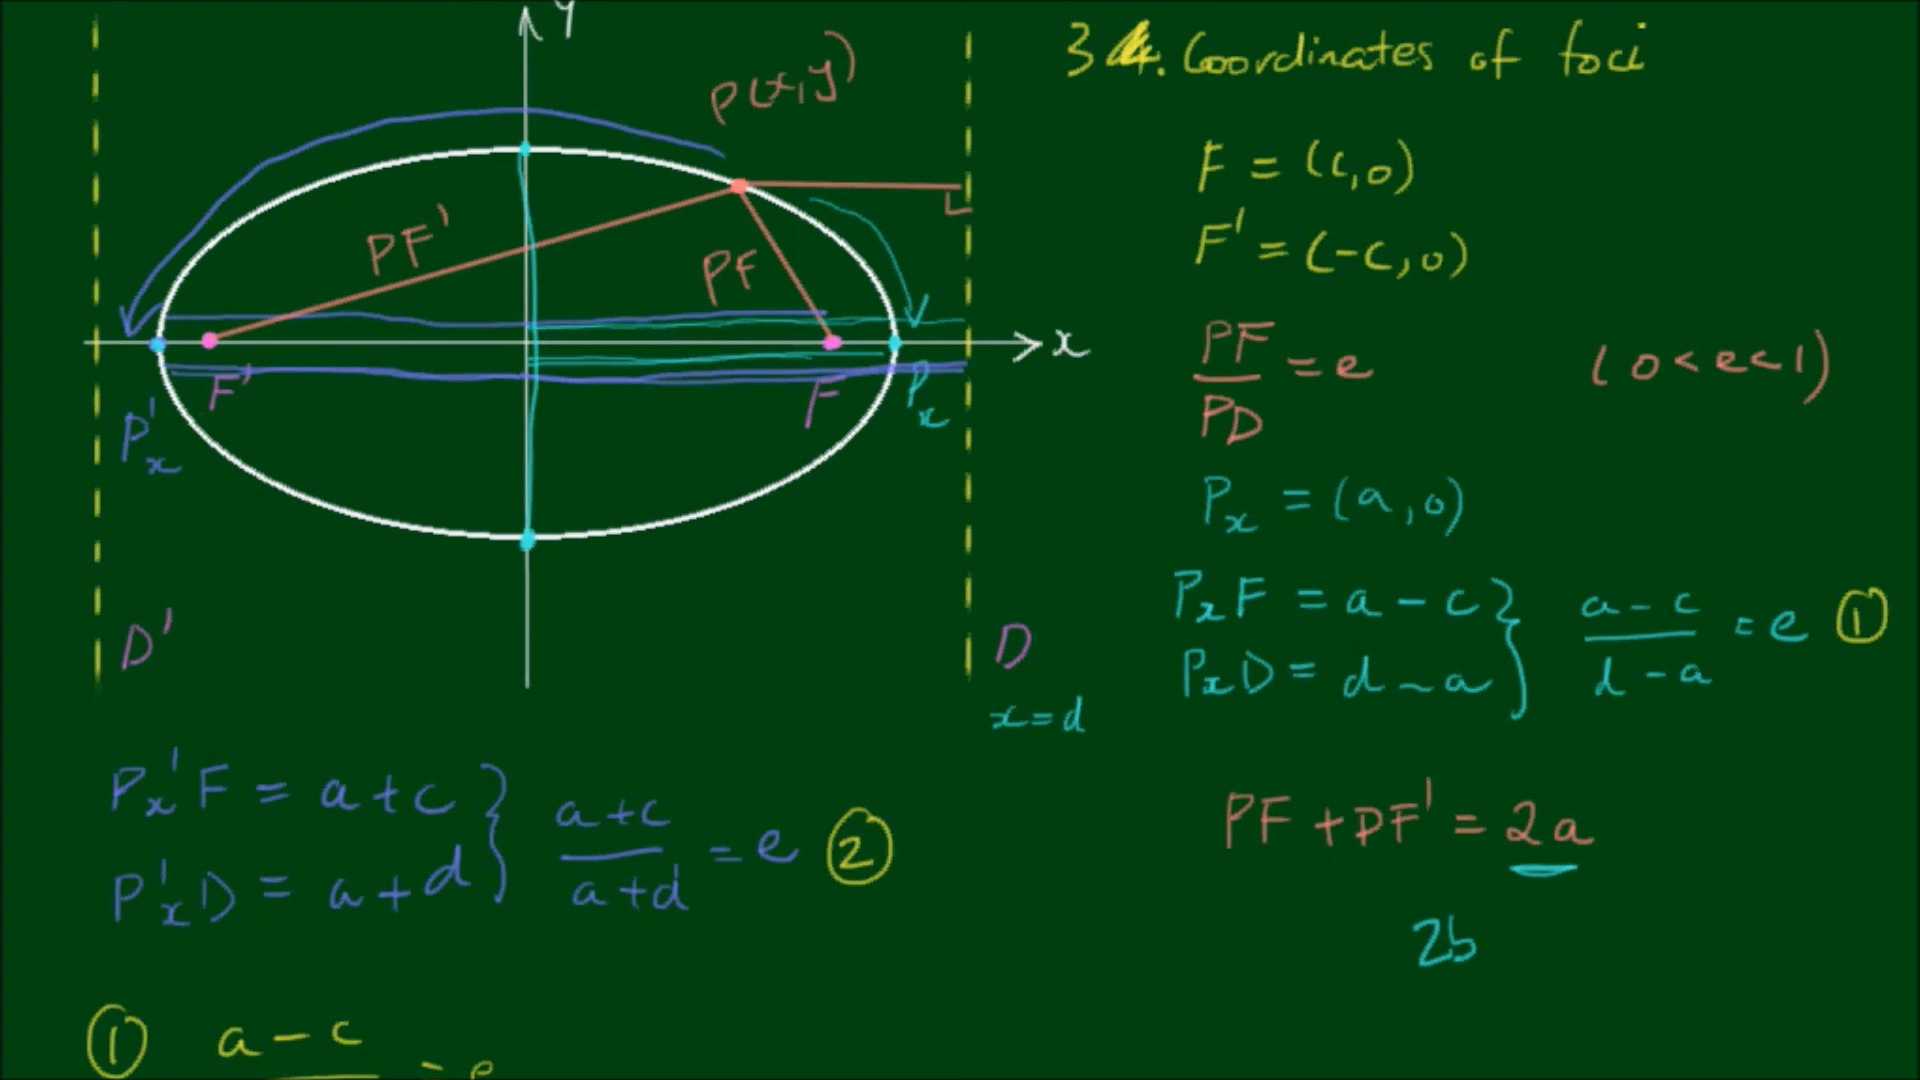 y
P(x,y)
PF'
PF
x
F'
F
P'x
Px
D'
D
x=d
3 4. Coordinates of foci
F = (c,0)
F' = (-c,0)
PF/PD = e (0<e<1)
Px = (a,0)
PxF = a-c } (a-c)/(d-a) = e ①
PxD = d-a
PF + PF' = 2a
2b
Px'F = a+c } (a+c)/(a+d) = e ②
P'xD = a+d
① a-c = e